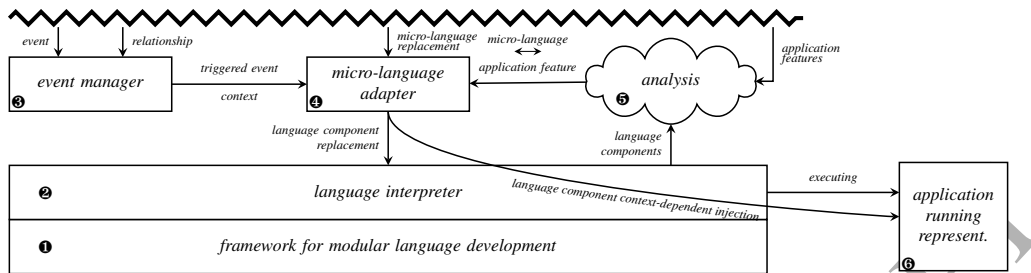 event
relationship
micro-language
replacement
micro-language
application
features
event manager
❸
triggered event
context
micro-language
adapter
❹
application feature
analysis
❺
language component
replacement
language
components
❷
language interpreter
language component context-dependent injection
executing
application
running
represent.
❻
❶
framework for modular language development